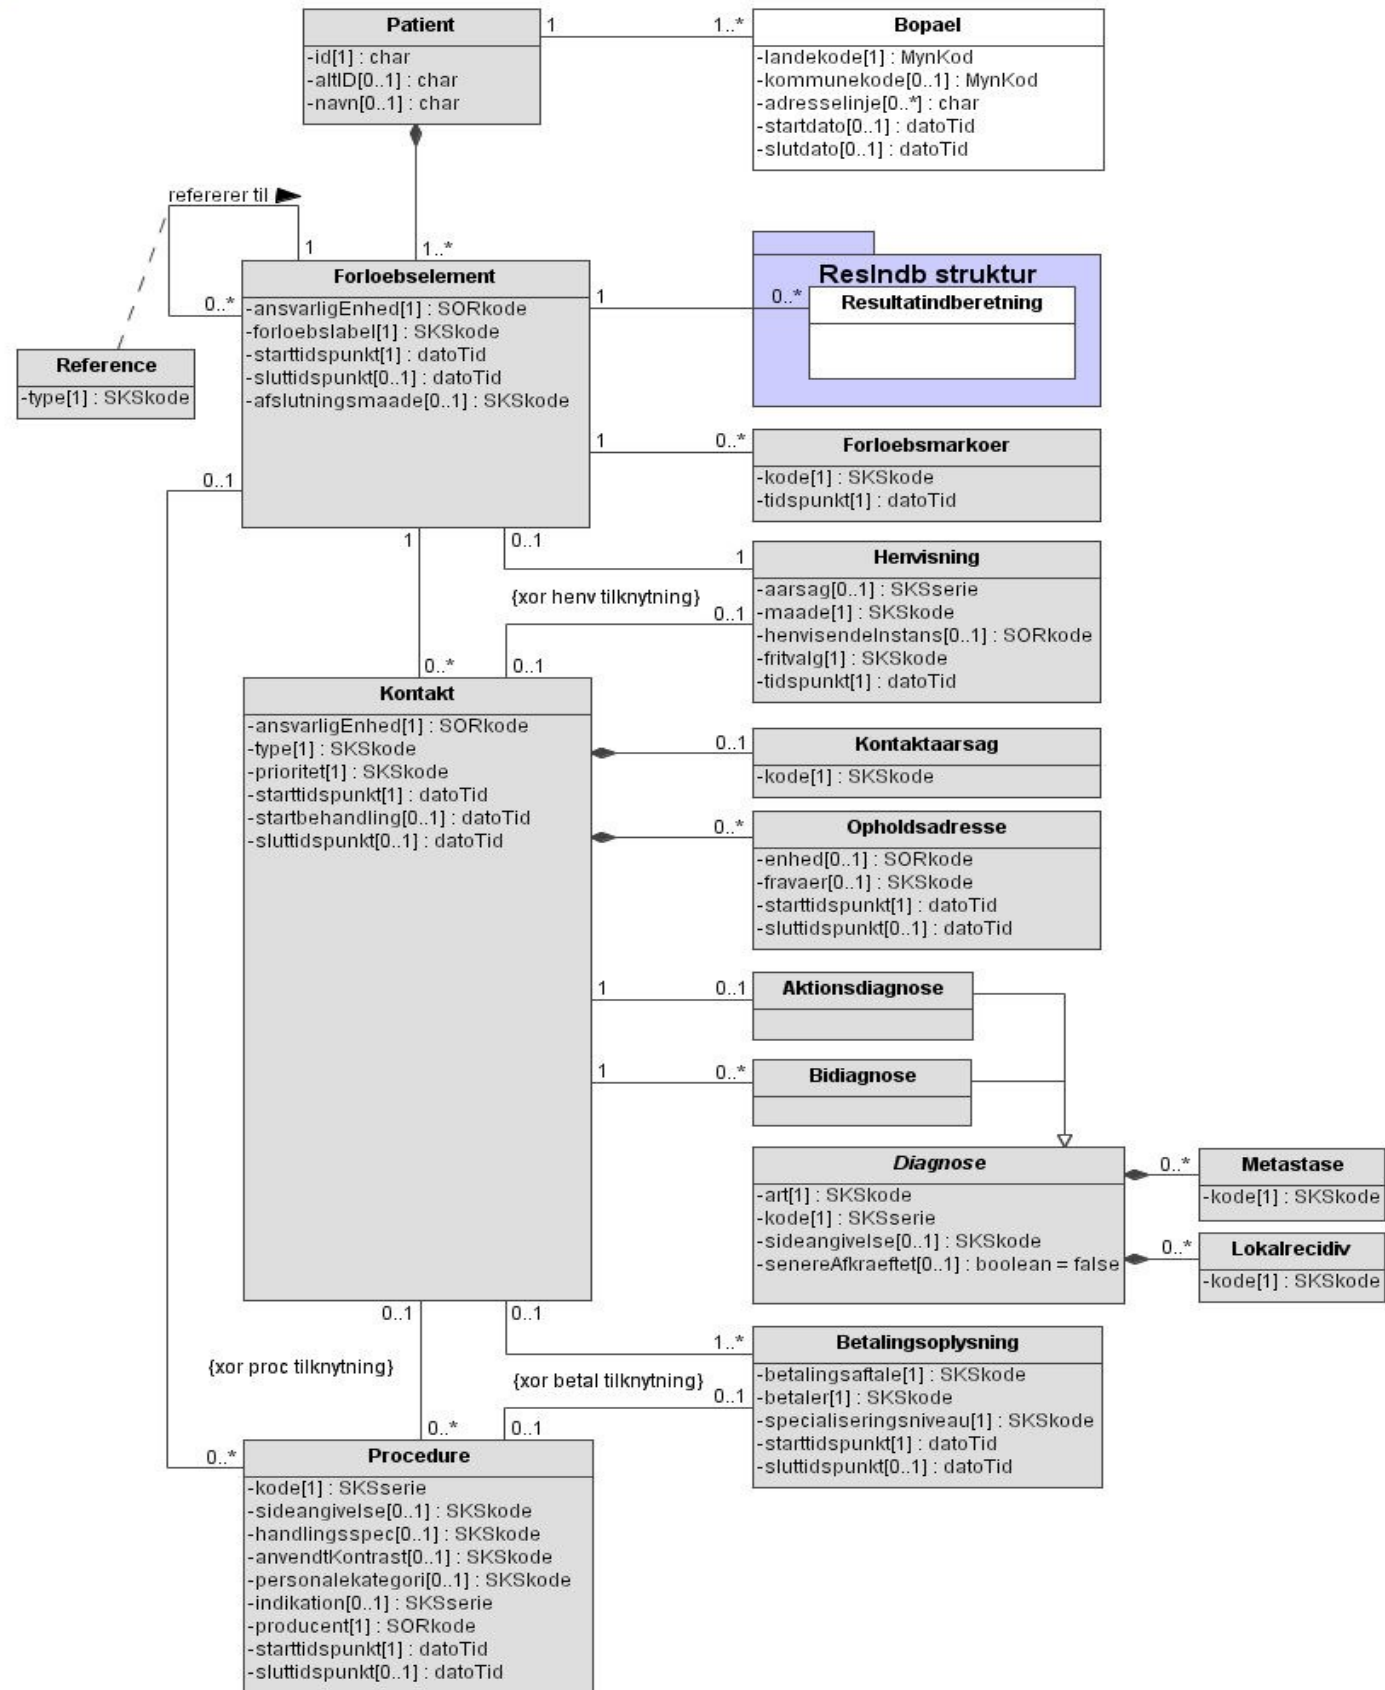 Patient
-id[1] : char
-altID[0..1] : char
-navn[0..1] : char
1
1..*
Bopael
-landekode[1] : MynKod
-kommunekode[0..1] : MynKod
-adresselinje[0..*] : char
-startdato[0..1] : datoTid
-slutdato[0..1] : datoTid
refererer til
1
1..*
0..*
Reference
-type[1] : SKSkode
Forloebselement
-ansvarligEnhed[1] : SORkode
-forloebslabel[1] : SKSkode
-starttidspunkt[1] : datoTid
-sluttidspunkt[0..1] : datoTid
-afslutningsmaade[0..1] : SKSkode
1
0..*
ResIndb struktur
Resultatindberetning
1
0..*
Forloebsmarkoer
-kode[1] : SKSkode
-tidspunkt[1] : datoTid
0..1
1
0..1
1
Henvisning
-aarsag[0..1] : SKSserie
-maade[1] : SKSkode
-henvisendeInstans[0..1] : SORkode
-fritvalg[1] : SKSkode
-tidspunkt[1] : datoTid
{xor henv tilknytning}
0..1
0..*
0..1
Kontakt
-ansvarligEnhed[1] : SORkode
-type[1] : SKSkode
-prioritet[1] : SKSkode
-starttidspunkt[1] : datoTid
-startbehandling[0..1] : datoTid
-sluttidspunkt[0..1] : datoTid
0..1
Kontaktaarsag
-kode[1] : SKSkode
0..*
Opholdsadresse
-enhed[0..1] : SORkode
-fravaer[0..1] : SKSkode
-starttidspunkt[1] : datoTid
-sluttidspunkt[0..1] : datoTid
1
0..1
Aktionsdiagnose
1
0..*
Bidiagnose
Diagnose
-art[1] : SKSkode
-kode[1] : SKSserie
-sideangivelse[0..1] : SKSkode
-senereAfkraeftet[0..1] : boolean = false
0..*
Metastase
-kode[1] : SKSkode
0..*
Lokalrecidiv
-kode[1] : SKSkode
0..1
0..1
1..*
Betalingsoplysning
-betalingsaftale[1] : SKSkode
-betaler[1] : SKSkode
-specialiseringsniveau[1] : SKSkode
-starttidspunkt[1] : datoTid
-sluttidspunkt[0..1] : datoTid
{xor proc tilknytning}
{xor betal tilknytning}
0..1
0..*
0..1
0..*
Procedure
-kode[1] : SKSserie
-sideangivelse[0..1] : SKSkode
-handlingsspec[0..1] : SKSkode
-anvendtKontrast[0..1] : SKSkode
-personalekategori[0..1] : SKSkode
-indikation[0..1] : SKSserie
-producent[1] : SORkode
-starttidspunkt[1] : datoTid
-sluttidspunkt[0..1] : datoTid